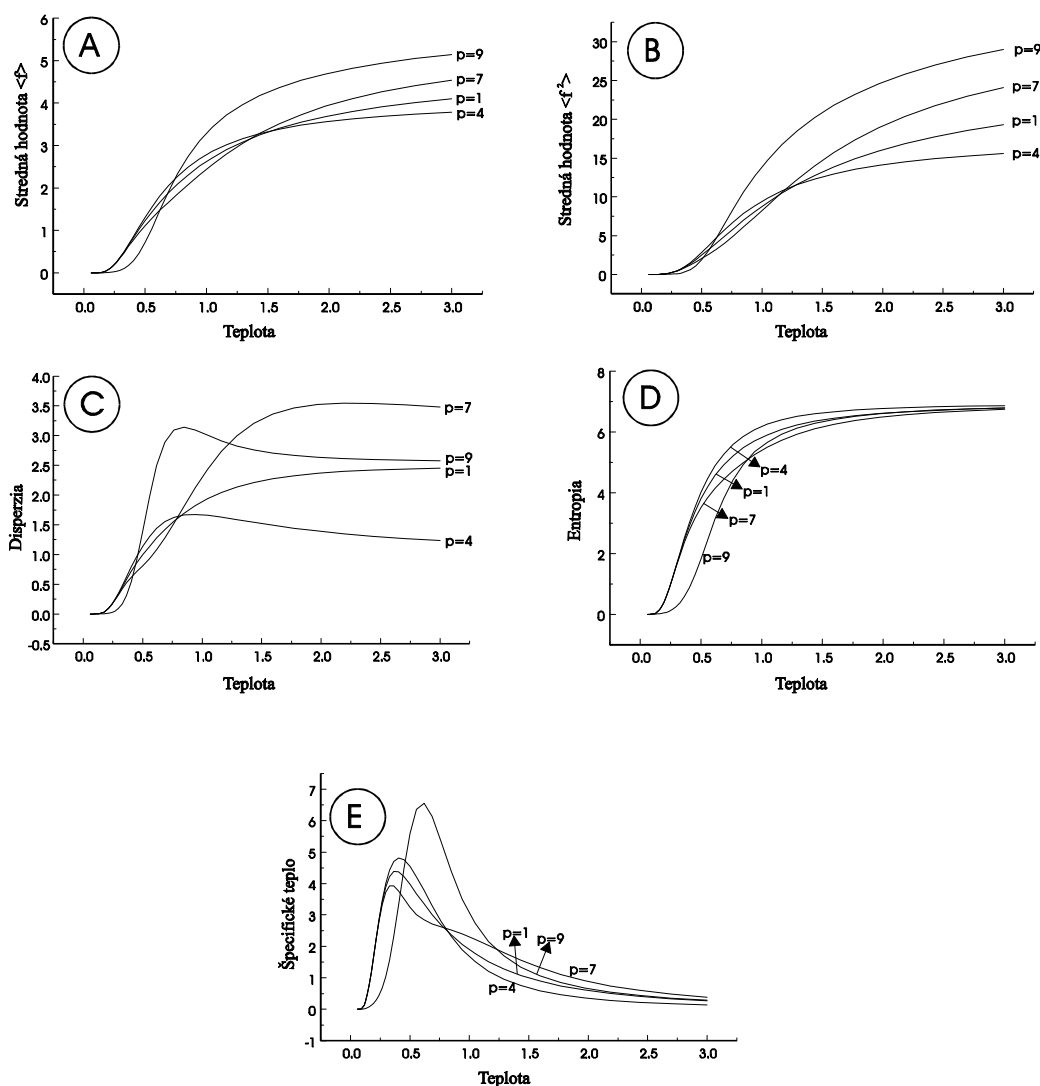 A
Stredná hodnota <f>
6
5
4
3
2
1
0
p=9
p=7
p=1
p=4
0.0 0.5 1.0 1.5 2.0 2.5 3.0
Teplota
B
Stredná hodnota <f²>
30
25
20
15
10
5
0
p=9
p=7
p=1
p=4
0.0 0.5 1.0 1.5 2.0 2.5 3.0
Teplota
C
Disperzia
4.0
3.5
3.0
2.5
2.0
1.5
1.0
0.5
0.0
-0.5
p=7
p=9
p=1
p=4
0.0 0.5 1.0 1.5 2.0 2.5 3.0
Teplota
D
Entropia
8
6
4
2
0
p=4
p=1
p=7
p=9
0.0 0.5 1.0 1.5 2.0 2.5 3.0
Teplota
E
Špecifické teplo
7
6
5
4
3
2
1
0
-1
p=1
p=9
p=7
p=4
0.0 0.5 1.0 1.5 2.0 2.5 3.0
Teplota